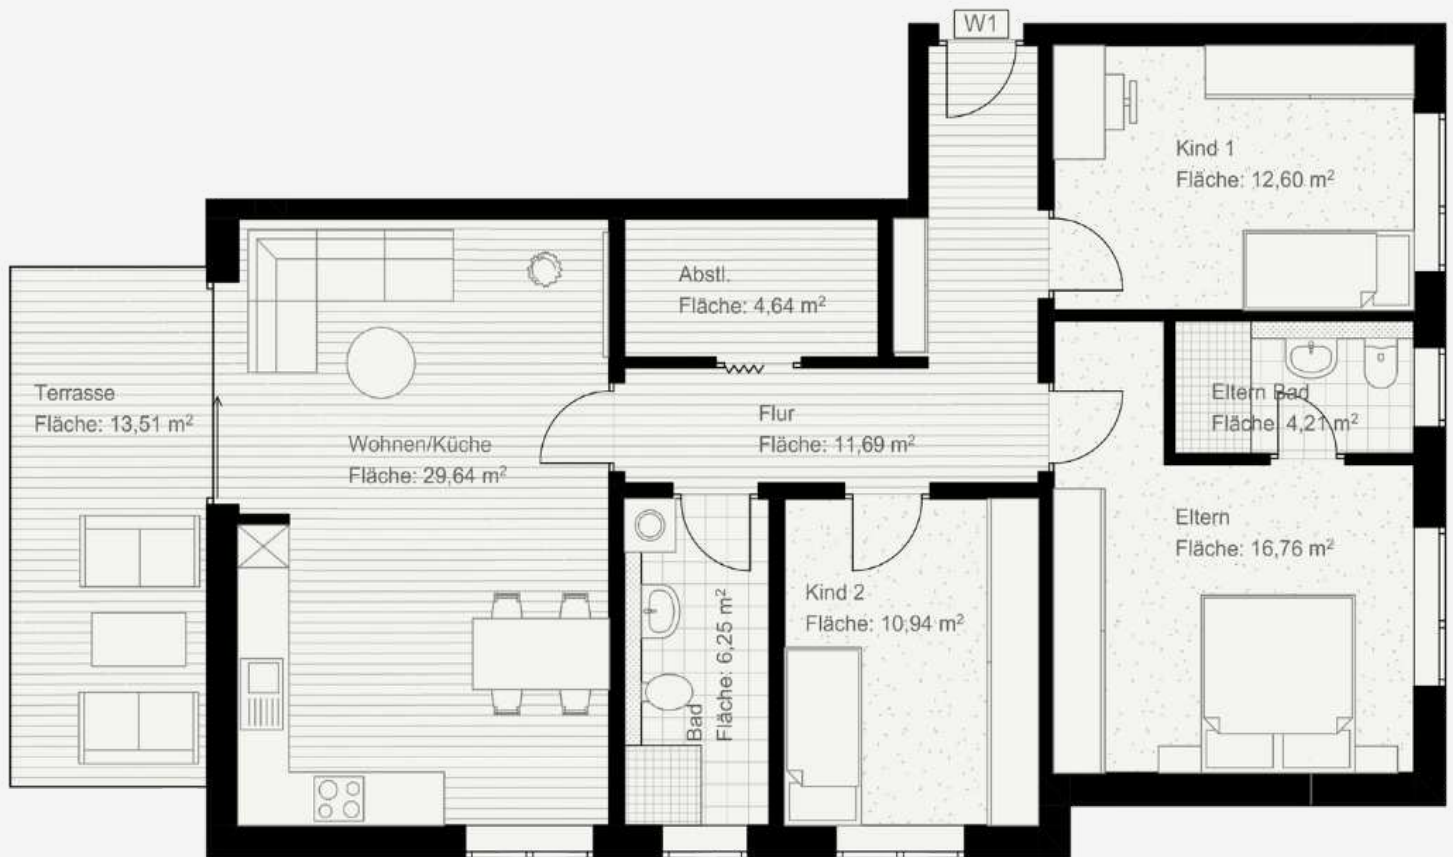 W1
Kind 1
Fläche: 12,60 m²
Abstl.
Fläche: 4,64 m²
Terrasse
Fläche: 13,51 m²
Wohnen/Küche
Fläche: 29,64 m²
Flur
Fläche: 11,69 m²
Eltern Bad
Fläche: 4,21 m²
Eltern
Fläche: 16,76 m²
Kind 2
Fläche: 10,94 m²
Bad
Fläche: 6,25 m²